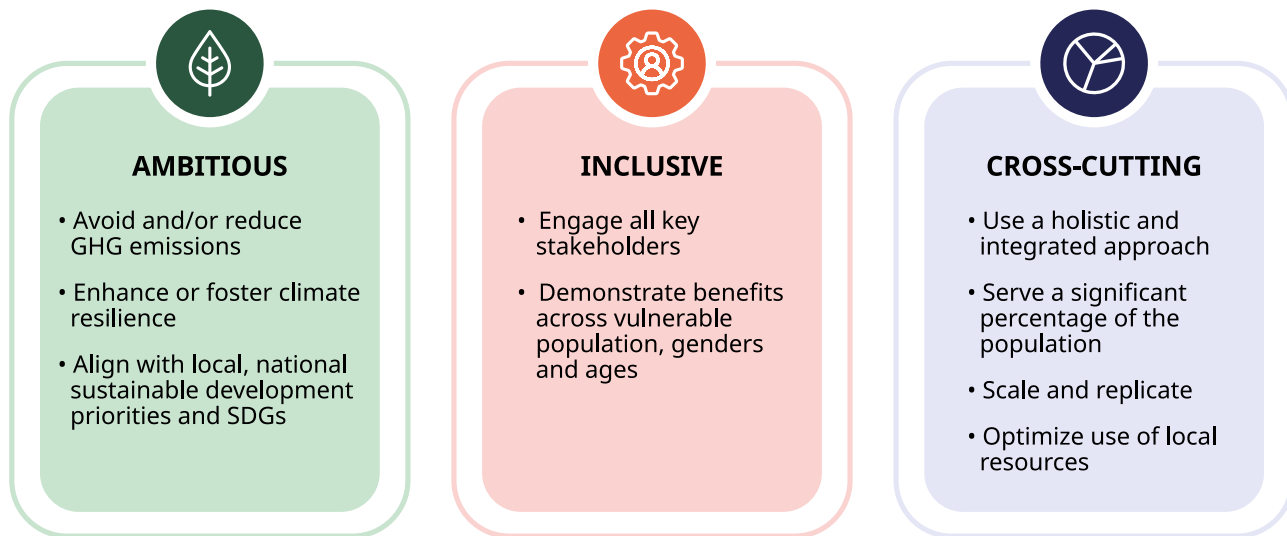 AMBITIOUS
• Avoid and/or reduce
GHG emissions
• Enhance or foster climate
resilience
• Align with local, national
sustainable development
priorities and SDGs
INCLUSIVE
• Engage all key
stakeholders
• Demonstrate benefits
across vulnerable
population, genders
and ages
CROSS-CUTTING
• Use a holistic and
integrated approach
• Serve a significant
percentage of the
population
• Scale and replicate
• Optimize use of local
resources